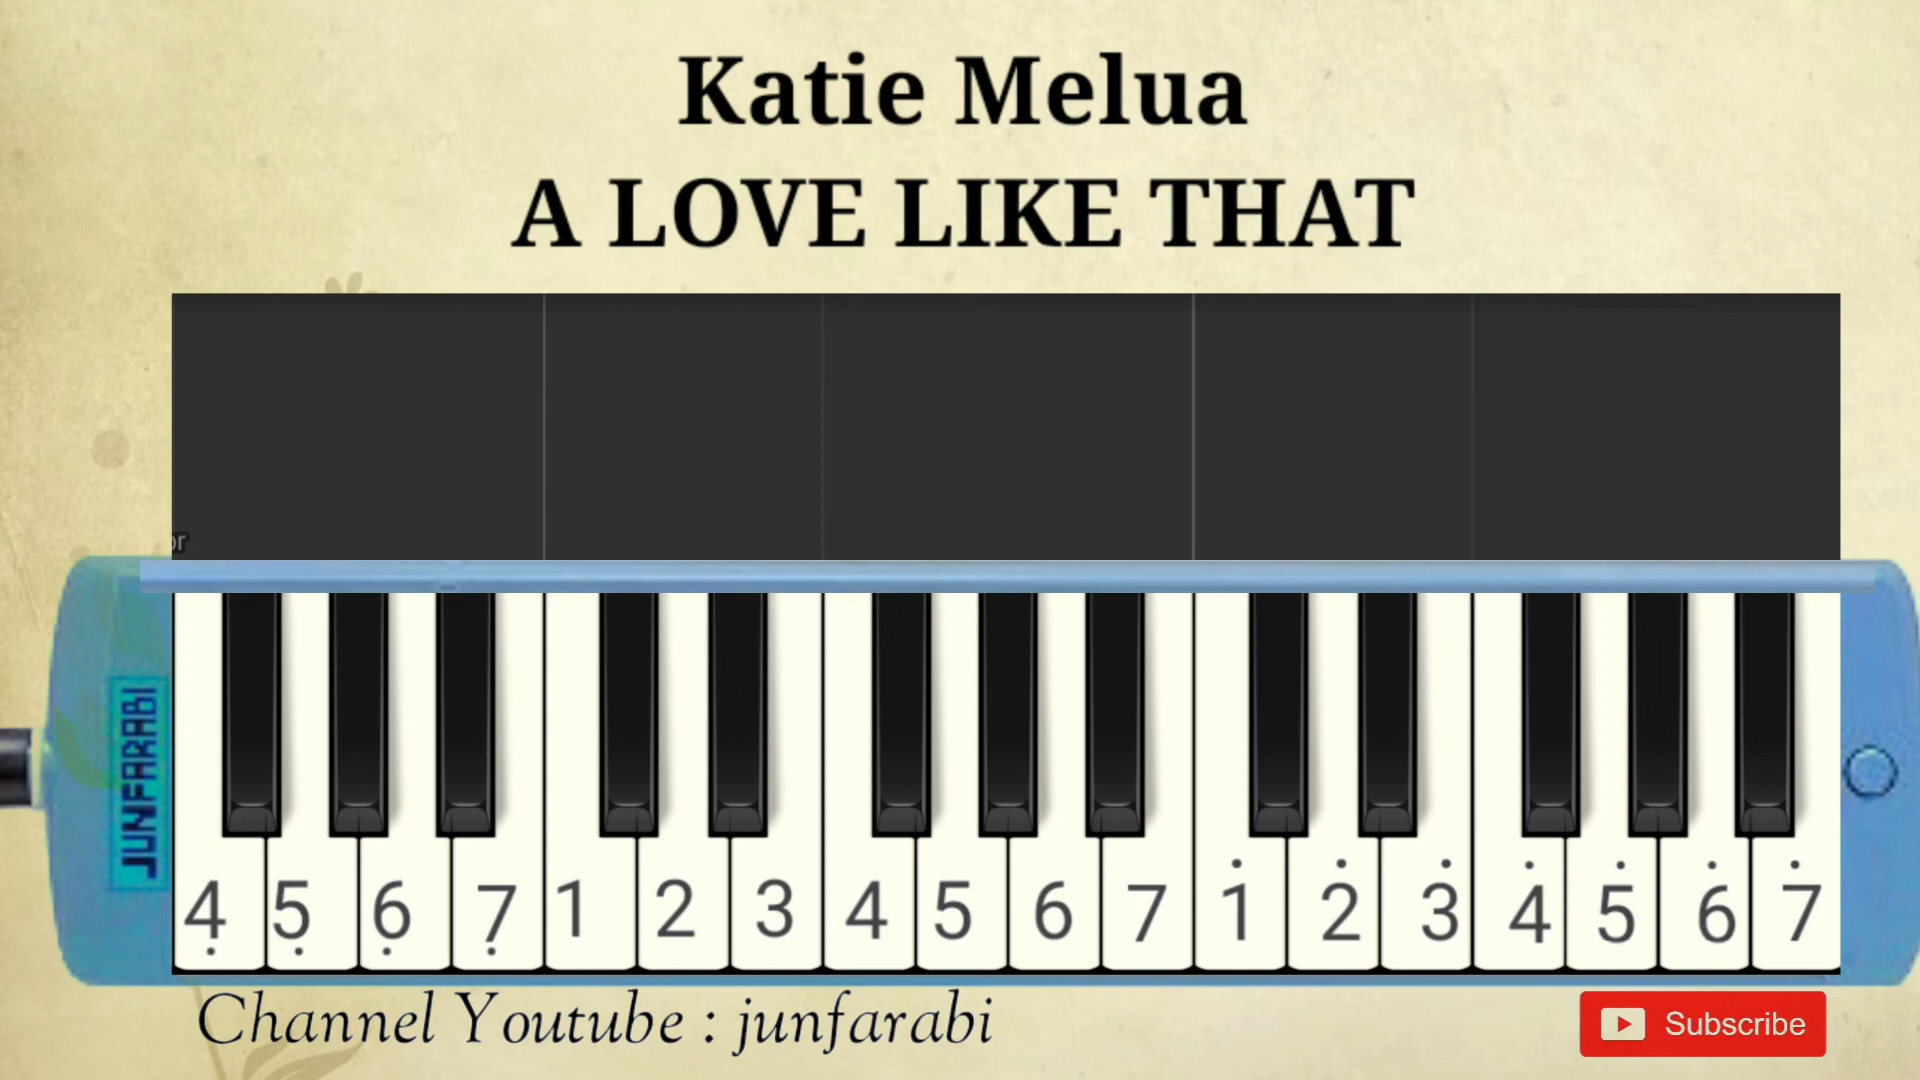 Katie Melua
A LOVE LIKE THAT
or
JUNFARABI
4̣ 5̣ 6̣ 7̣ 1 2 3 4 5 6 7 1̇ 2̇ 3̇ 4̇ 5̇ 6̇ 7̇
Channel Youtube : junfarabi
Subscribe